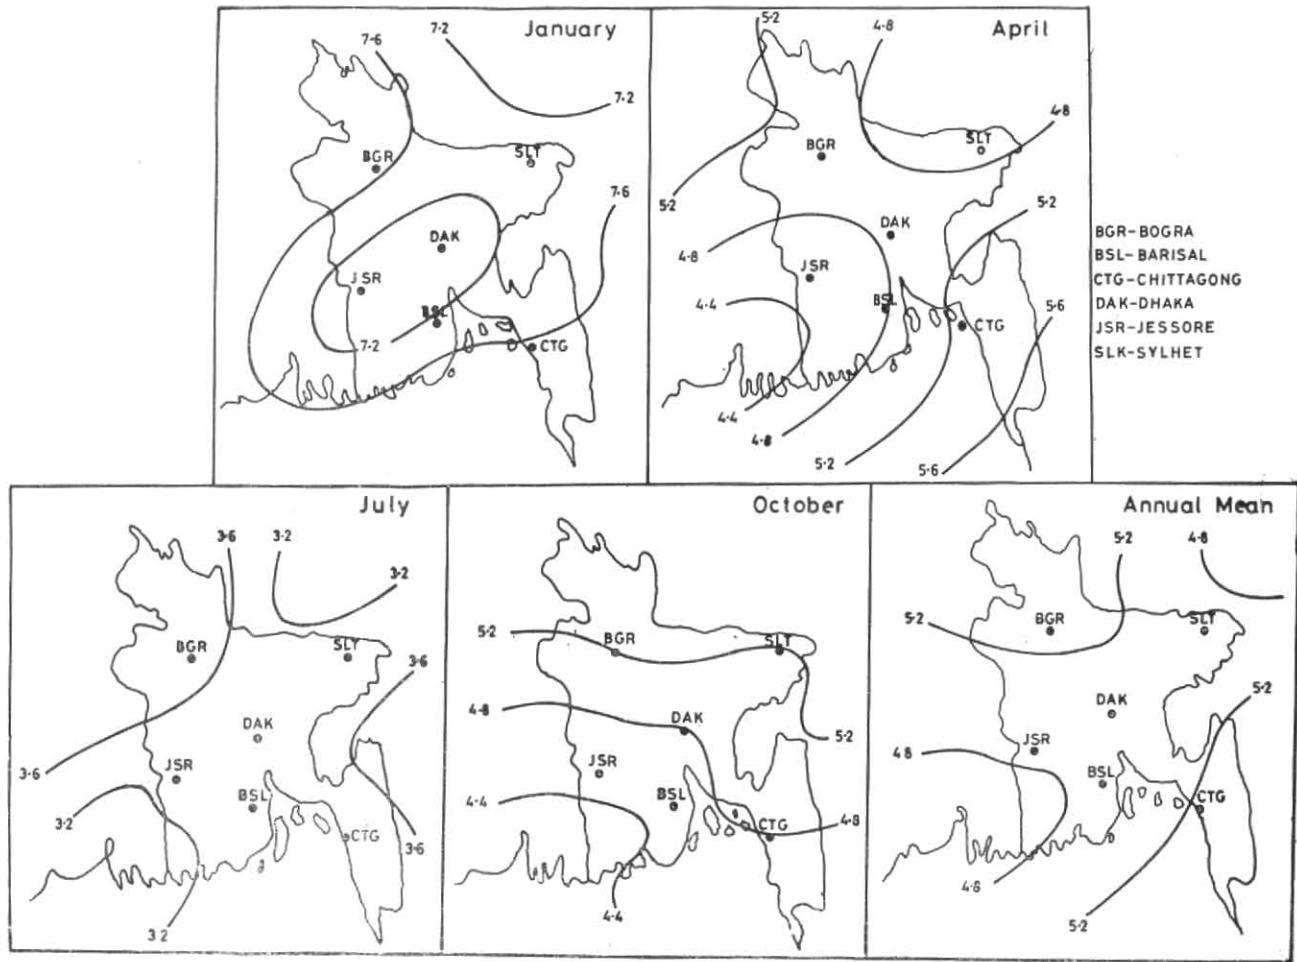 January
7·2
7·6
7·2
BGR
SLT
7·6
DAK
JSR
BSL
7·2
CTG
April
5·2
4·8
4·8
SLT
BGR
5·2
5·2
DAK
4·8
JSR
4·4
BSL
CTG
5·6
4·4
4·8
5·2
5·6
BGR-BOGRA
BSL-BARISAL
CTG-CHITTAGONG
DAK-DHAKA
JSR-JESSORE
SLK-SYLHET
July
3·6
3·2
3·2
BGR
SLY
3·6
DAK
3·6
JSR
3·2
BSL
CTG
3·6
3·2
October
5·2
BGR
SLT
4·8
DAK
5·2
JSR
4·4
BSL
CTG
4·8
4·4
Annual Mean
5·2
4·8
5·2
BGR
SLT
5·2
DAK
4·8
JSR
BSL
CTG
5·2